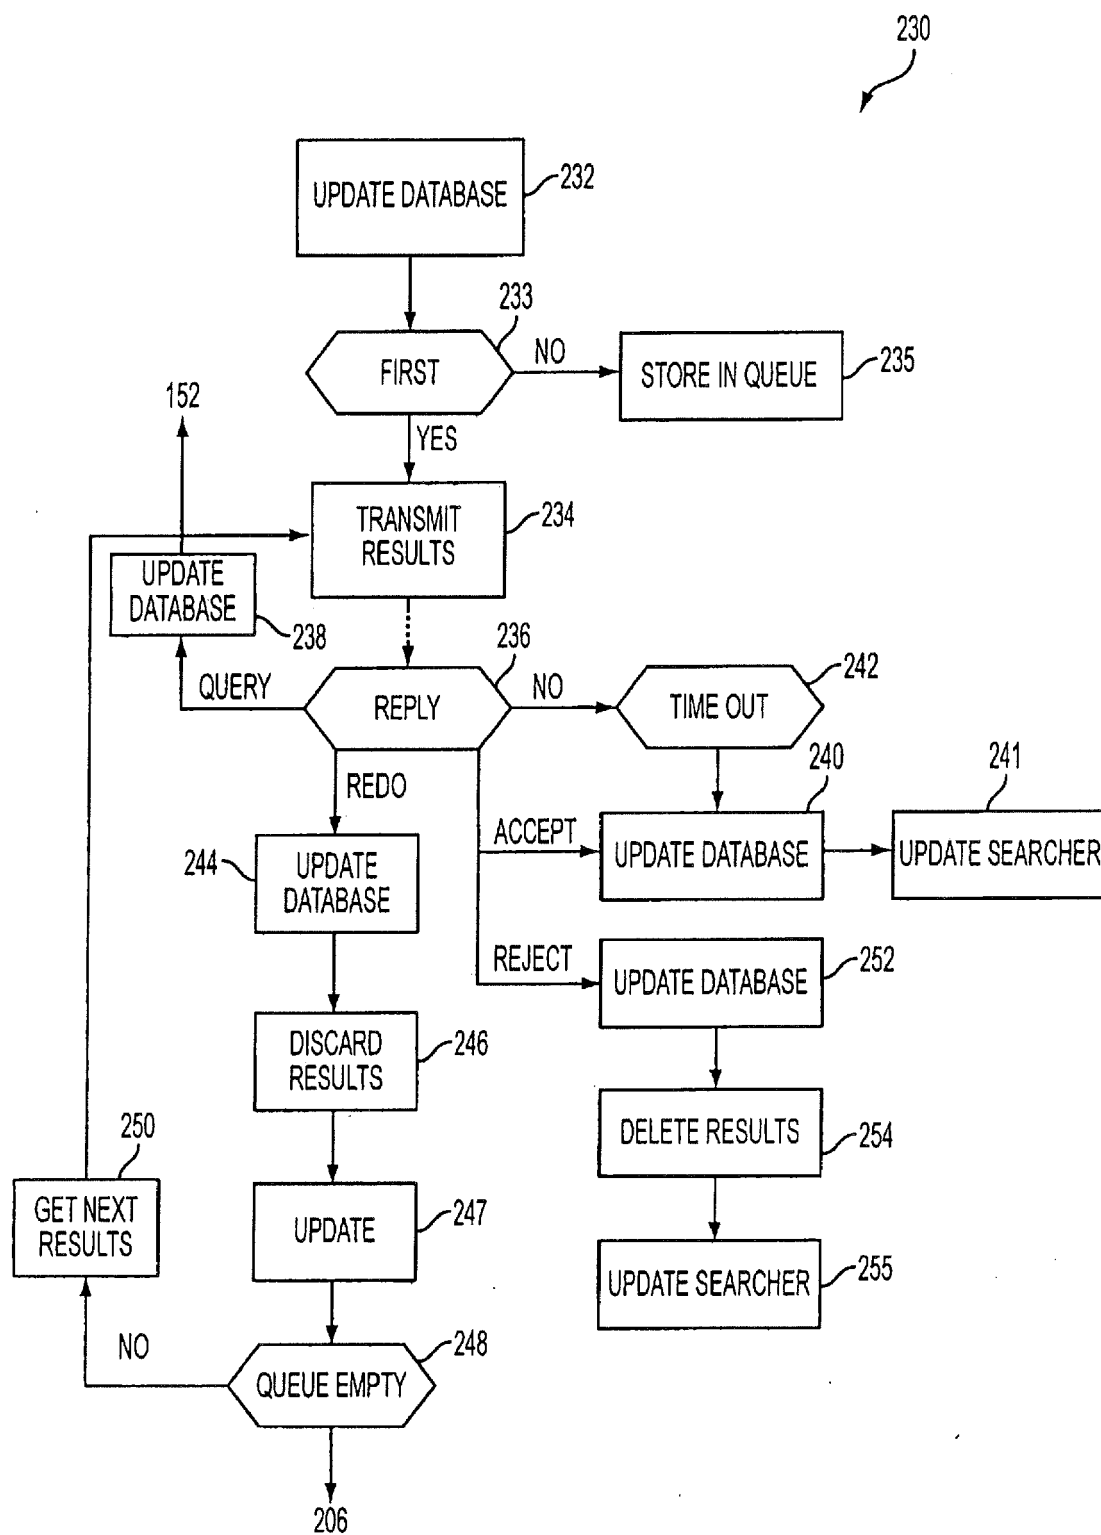 230
UPDATE DATABASE
232
233
FIRST
NO
STORE IN QUEUE
235
152
YES
TRANSMIT
RESULTS
234
UPDATE
DATABASE
238
236
QUERY
REPLY
NO
TIME OUT
242
REDO
240
241
244
UPDATE
DATABASE
ACCEPT
UPDATE DATABASE
UPDATE SEARCHER
REJECT
UPDATE DATABASE
252
DISCARD
RESULTS
246
250
DELETE RESULTS
254
GET NEXT
RESULTS
UPDATE
247
UPDATE SEARCHER
255
NO
QUEUE EMPTY
248
206